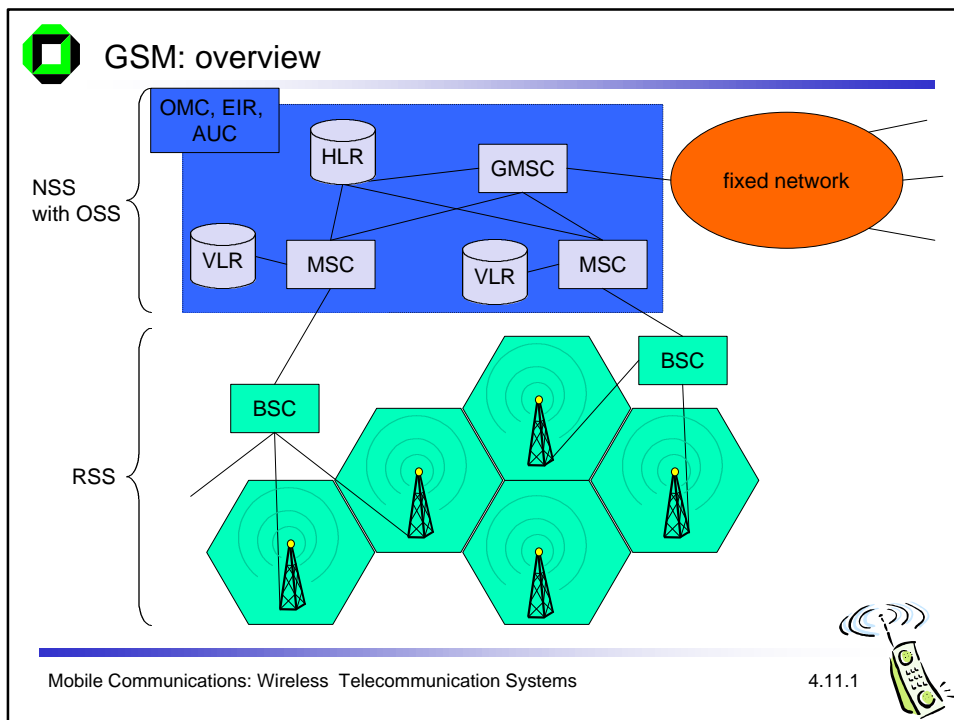 GSM: overview
OMC, EIR,
AUC
HLR
GMSC
fixed network
NSS
with OSS
VLR
MSC
VLR
MSC
BSC
BSC
RSS
Mobile Communications: Wireless  Telecommunication Systems
4.11.1